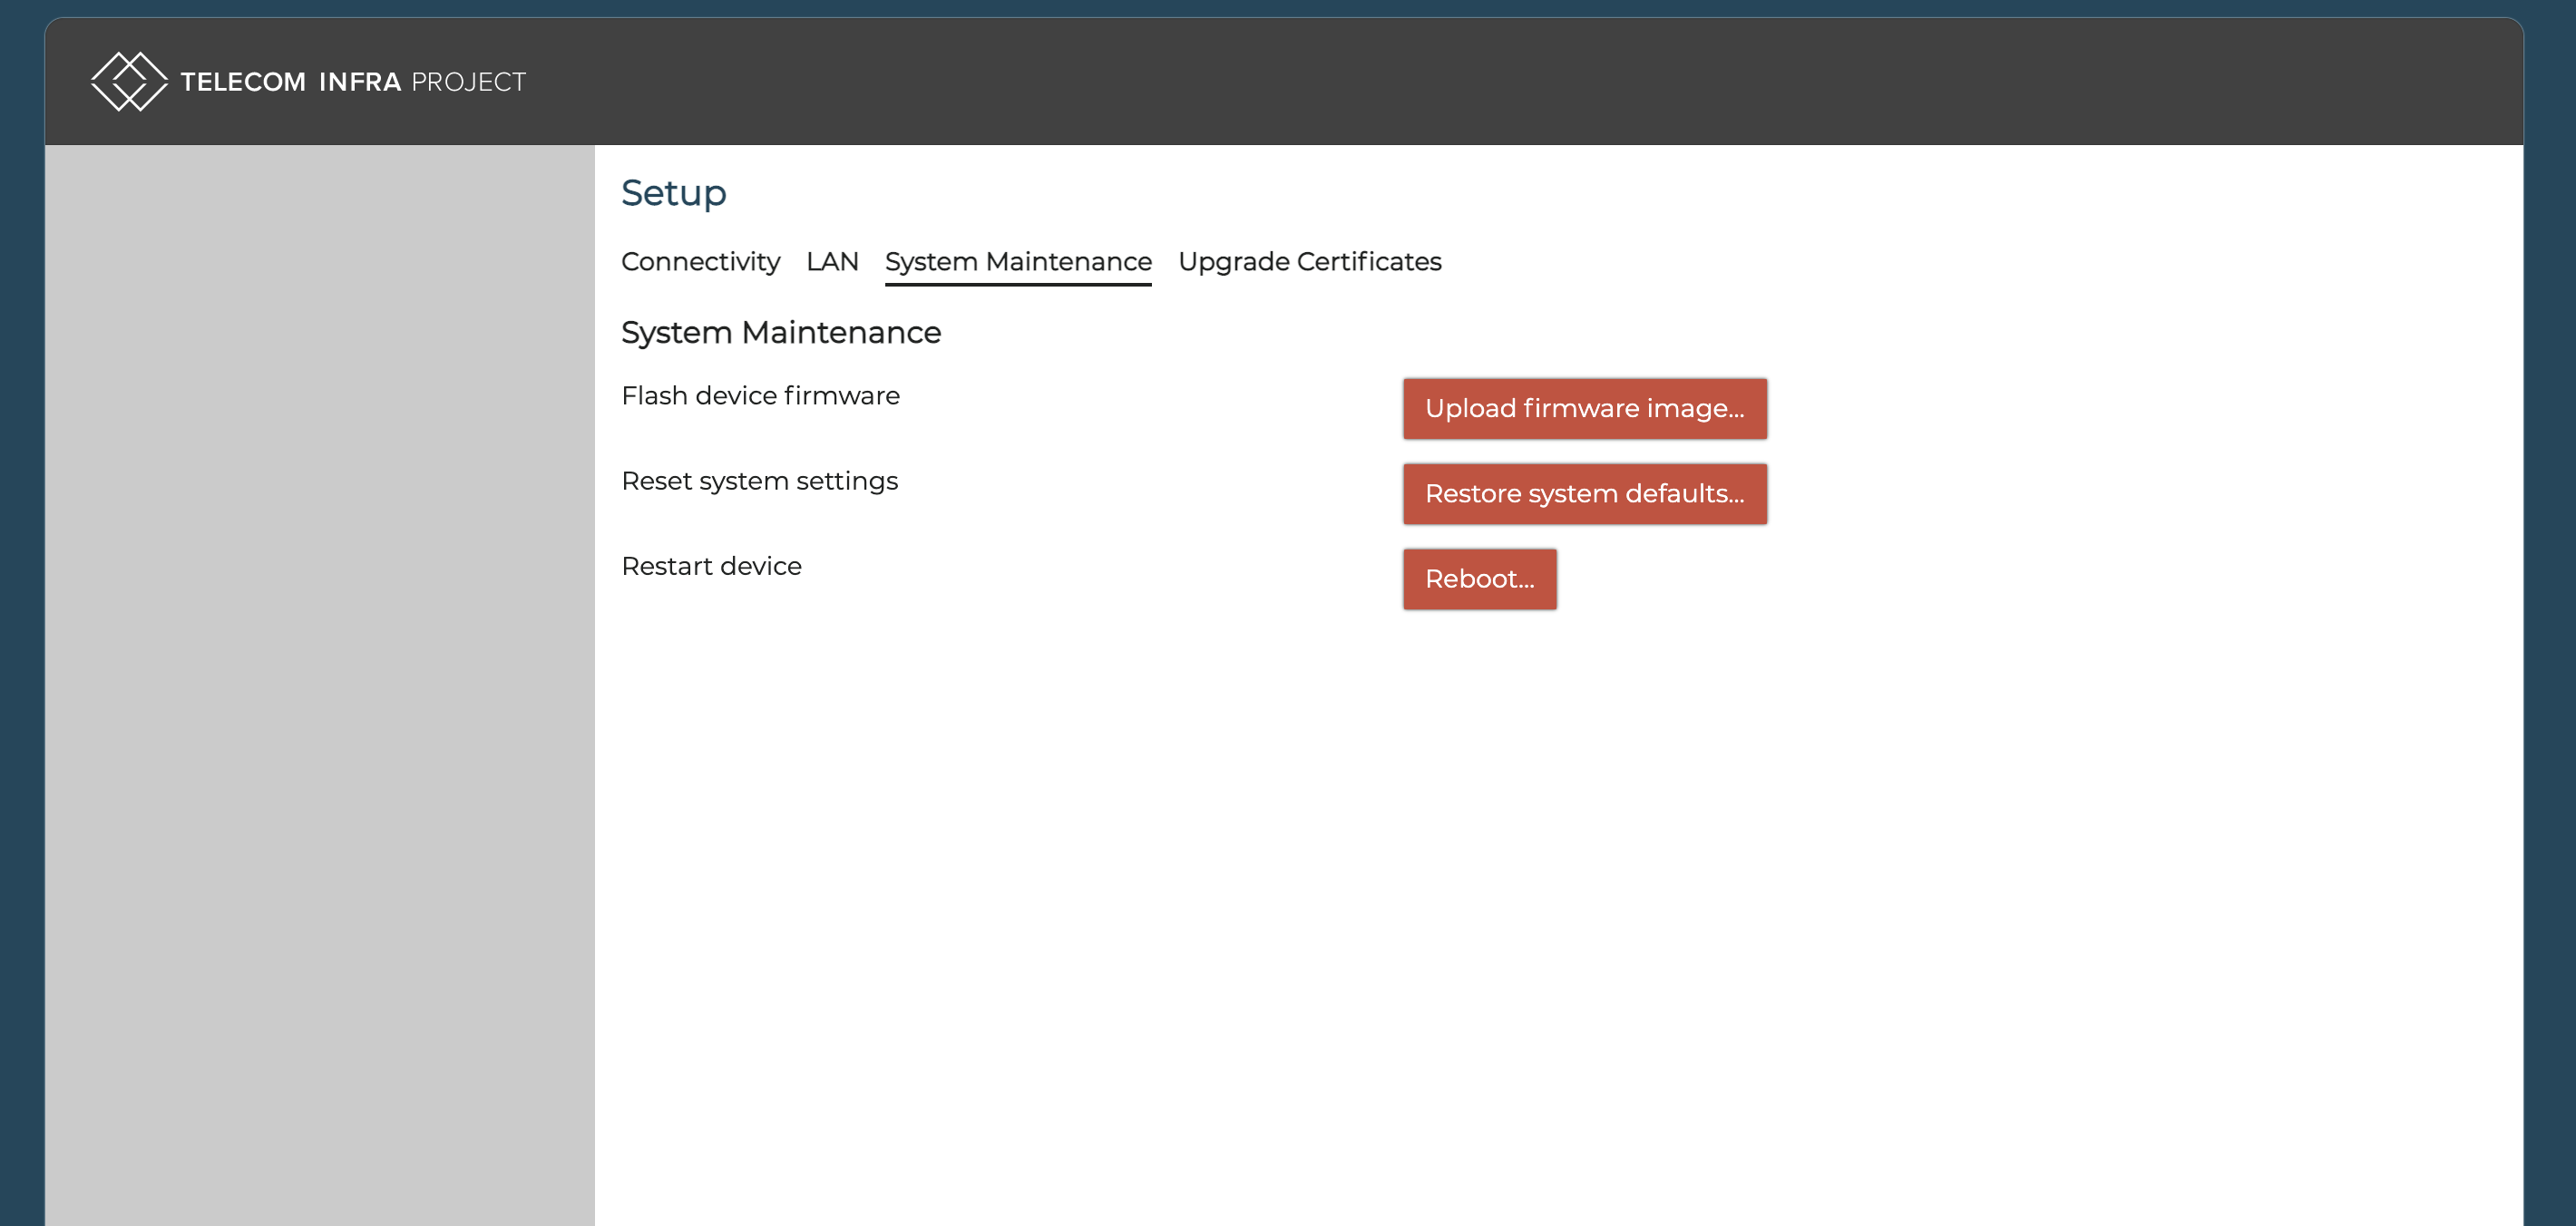 TELECOM INFRA PROJECT
Setup
Connectivity LAN System Maintenance Upgrade Certificates
System Maintenance
Flash device firmware Upload firmware image...
Reset system settings Restore system defaults...
Restart device Reboot...